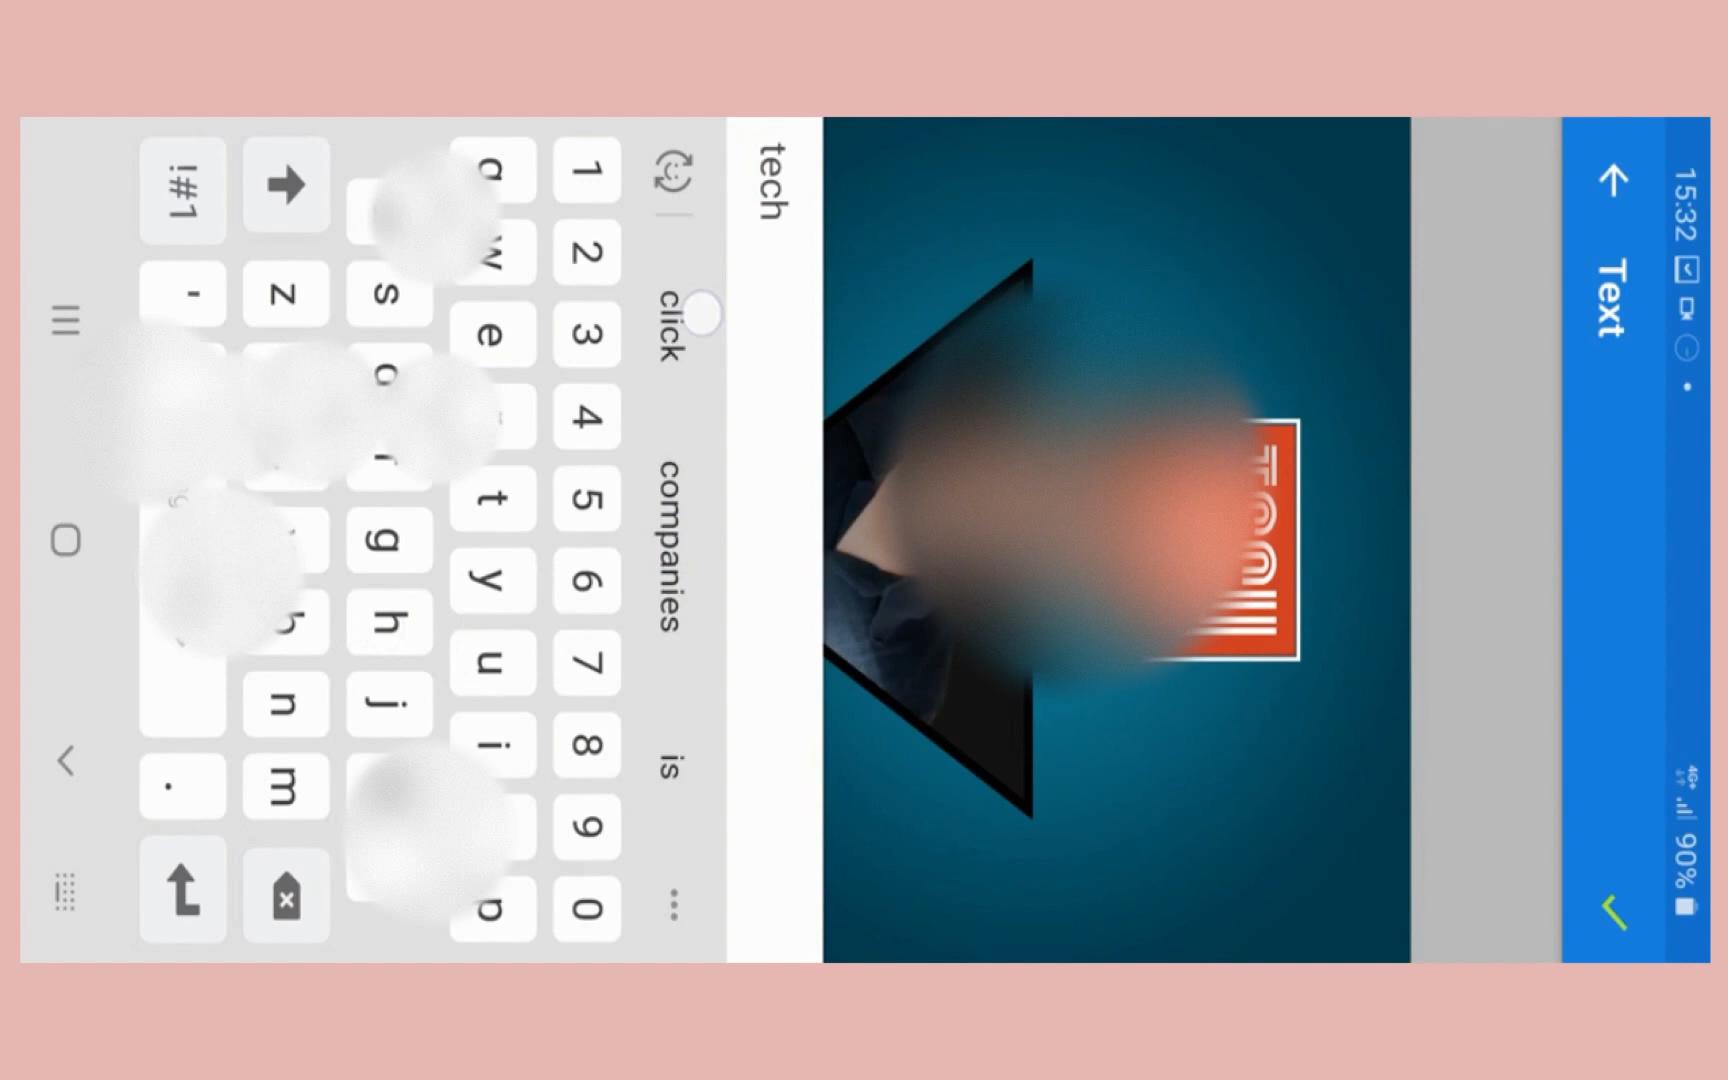 15:32
4G+ 90%
Text
tech
click companies is
1 2 3 4 5 6 7 8 9 0
q w e t y u i p
s g h j
z n m
!#1 .